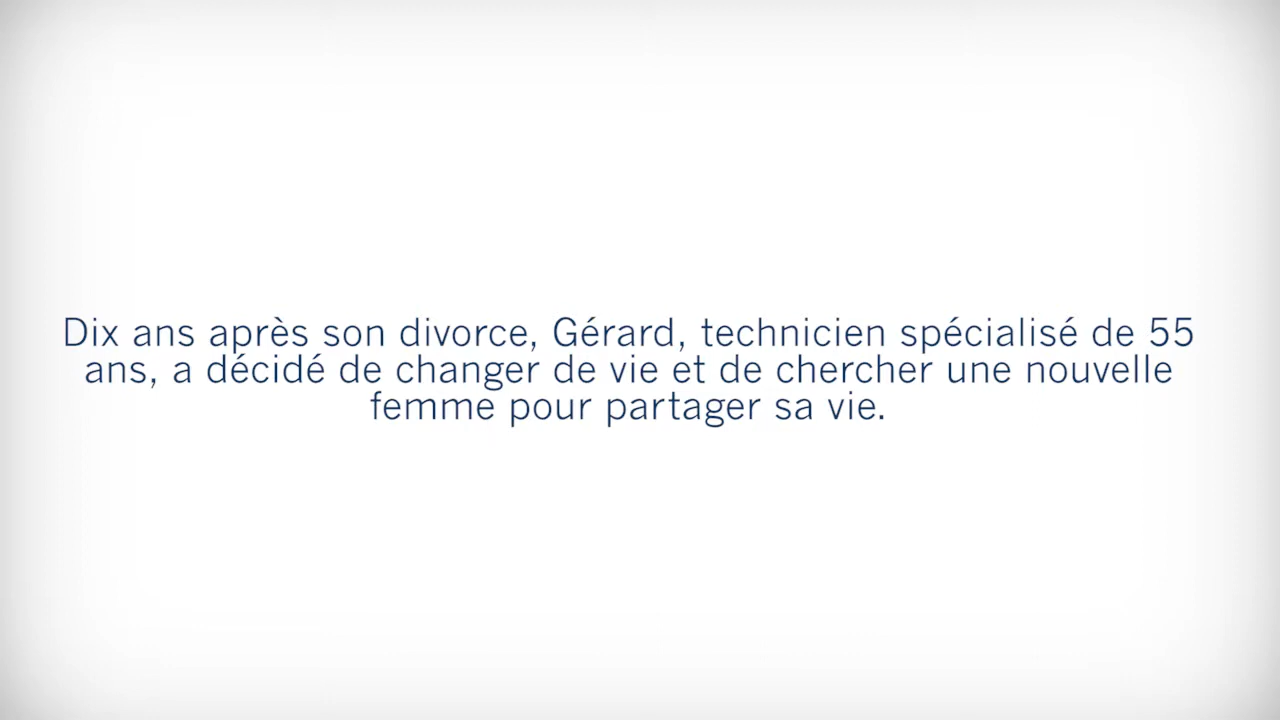 Dix ans après son divorce, Gérard, technicien spécialisé de 55
ans, a décidé de changer de vie et de chercher une nouvelle
femme pour partager sa vie.